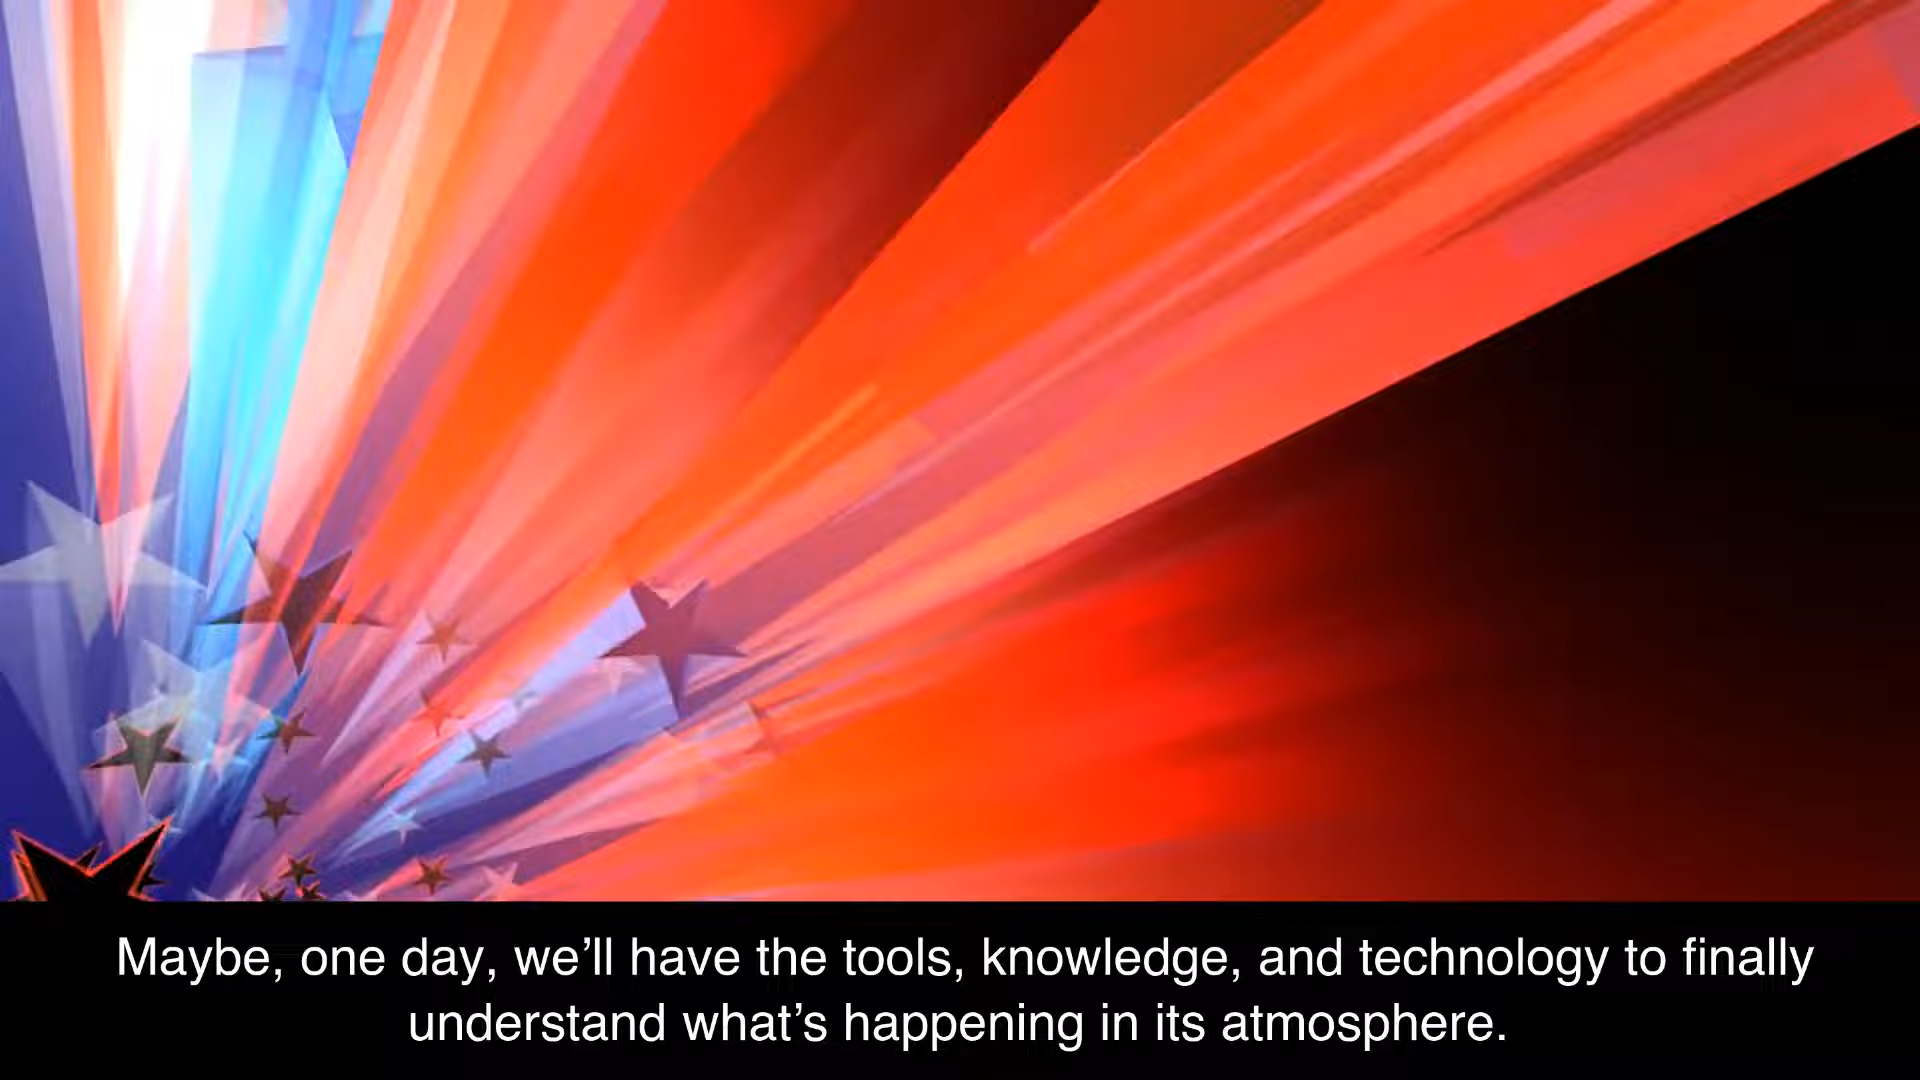 Maybe, one day, we’ll have the tools, knowledge, and technology to finally
understand what’s happening in its atmosphere.